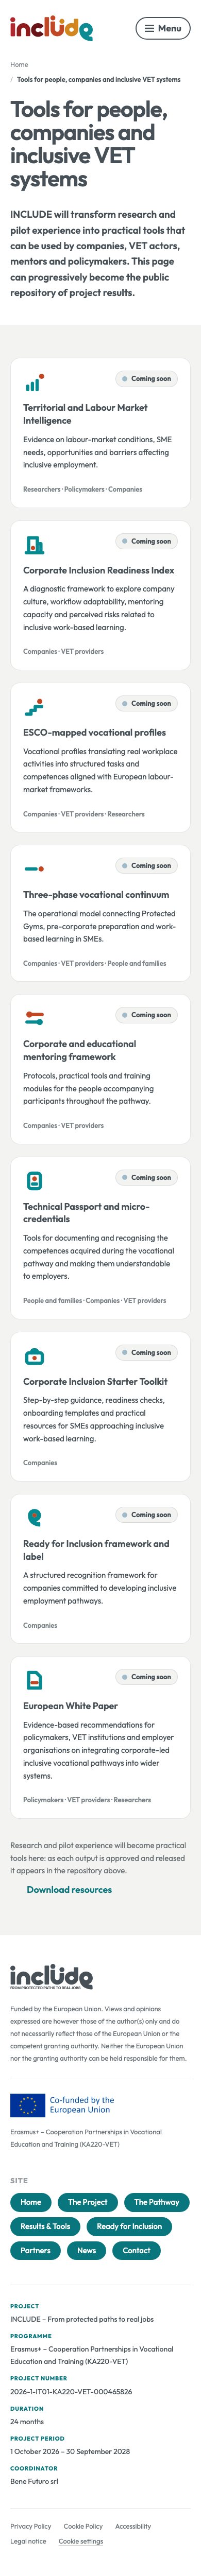 include
Menu
Home
/ Tools for people, companies and inclusive VET systems
Tools for people,
companies and
inclusive VET
systems
INCLUDE will transform research and
pilot experience into practical tools that
can be used by companies, VET actors,
mentors and policymakers. This page
can progressively become the public
repository of project results.
Coming soon
Territorial and Labour Market
Intelligence
Evidence on labour-market conditions, SME
needs, opportunities and barriers affecting
inclusive employment.
Researchers · Policymakers · Companies
Coming soon
Corporate Inclusion Readiness Index
A diagnostic framework to explore company
culture, workflow adaptability, mentoring
capacity and perceived risks related to
inclusive work-based learning.
Companies · VET providers
Coming soon
ESCO-mapped vocational profiles
Vocational profiles translating real workplace
activities into structured tasks and
competences aligned with European labour-
market frameworks.
Companies · VET providers · Researchers
Coming soon
Three-phase vocational continuum
The operational model connecting Protected
Gyms, pre-corporate preparation and work-
based learning in SMEs.
Companies · VET providers · People and families
Coming soon
Corporate and educational
mentoring framework
Protocols, practical tools and training
modules for the people accompanying
participants throughout the pathway.
Companies · VET providers
Coming soon
Technical Passport and micro-
credentials
Tools for documenting and recognising the
competences acquired during the vocational
pathway and making them understandable
to employers.
People and families · Companies · VET providers
Coming soon
Corporate Inclusion Starter Toolkit
Step-by-step guidance, readiness checks,
onboarding templates and practical
resources for SMEs approaching inclusive
work-based learning.
Companies
Coming soon
Ready for Inclusion framework and
label
A structured recognition framework for
companies committed to developing inclusive
employment pathways.
Companies
Coming soon
European White Paper
Evidence-based recommendations for
policymakers, VET institutions and employer
organisations on integrating corporate-led
inclusive vocational pathways into wider
systems.
Policymakers · VET providers · Researchers
Research and pilot experience will become practical
tools here: as each output is approved and released
it appears in the repository above.
Download resources
include
FROM PROTECTED PATHS TO REAL JOBS
Funded by the European Union. Views and opinions
expressed are however those of the author(s) only and do
not necessarily reflect those of the European Union or the
competent granting authority. Neither the European Union
nor the granting authority can be held responsible for them.
Co-funded by the
European Union
Erasmus+ – Cooperation Partnerships in Vocational
Education and Training (KA220-VET)
SITE
Home
The Project
The Pathway
Results & Tools
Ready for Inclusion
Partners
News
Contact
PROJECT
INCLUDE – From protected paths to real jobs
PROGRAMME
Erasmus+ – Cooperation Partnerships in Vocational
Education and Training (KA220-VET)
PROJECT NUMBER
2026-1-IT01-KA220-VET-000465826
DURATION
24 months
PROJECT PERIOD
1 October 2026 – 30 September 2028
COORDINATOR
Bene Futuro srl
Privacy Policy
Cookie Policy
Accessibility
Legal notice
Cookie settings